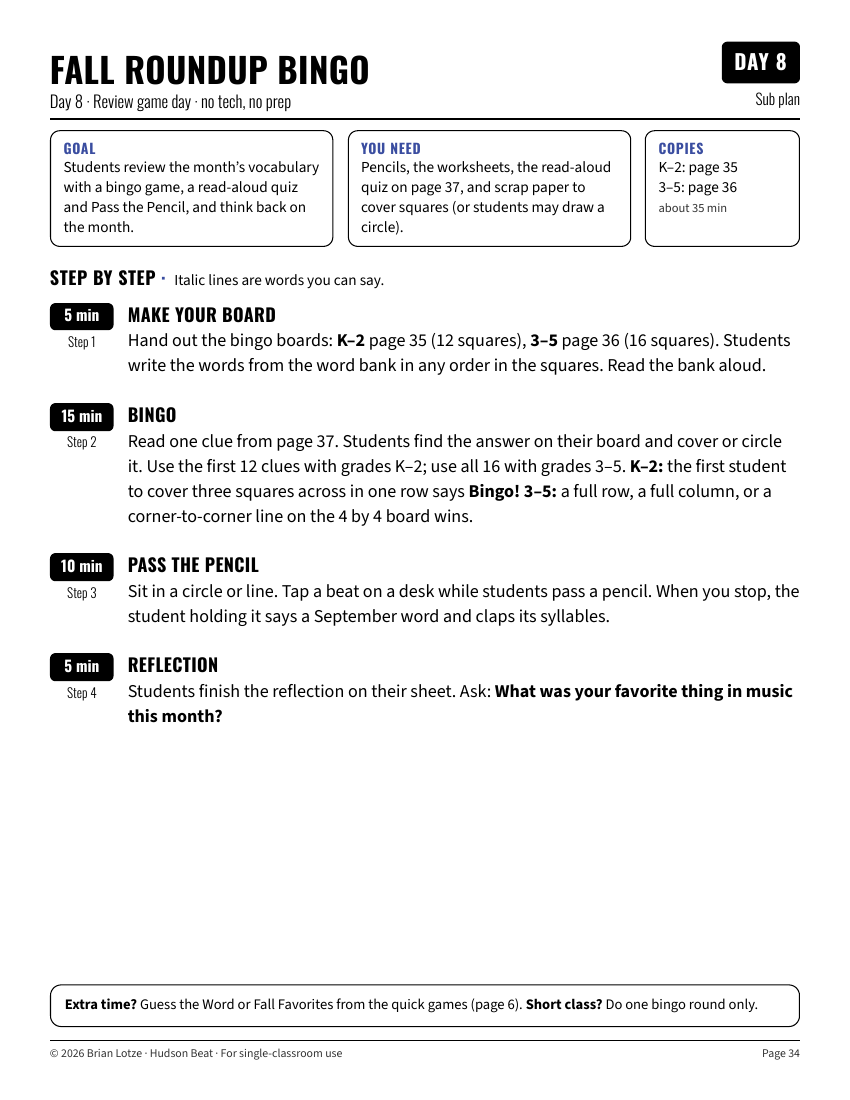 FALL ROUNDUP BINGO
DAY 8
Day 8 · Review game day · no tech, no prep
Sub plan
GOAL
Students review the month’s vocabulary
with a bingo game, a read-aloud quiz
and Pass the Pencil, and think back on
the month.
YOU NEED
Pencils, the worksheets, the read-aloud
quiz on page 37, and scrap paper to
cover squares (or students may draw a
circle).
COPIES
K–2: page 35
3–5: page 36
about 35 min
STEP BY STEP · Italic lines are words you can say.
5 min
Step 1
MAKE YOUR BOARD
Hand out the bingo boards: K–2 page 35 (12 squares), 3–5 page 36 (16 squares). Students
write the words from the word bank in any order in the squares. Read the bank aloud.
15 min
Step 2
BINGO
Read one clue from page 37. Students find the answer on their board and cover or circle
it. Use the first 12 clues with grades K–2; use all 16 with grades 3–5. K–2: the first student
to cover three squares across in one row says Bingo! 3–5: a full row, a full column, or a
corner-to-corner line on the 4 by 4 board wins.
10 min
Step 3
PASS THE PENCIL
Sit in a circle or line. Tap a beat on a desk while students pass a pencil. When you stop, the
student holding it says a September word and claps its syllables.
5 min
Step 4
REFLECTION
Students finish the reflection on their sheet. Ask: What was your favorite thing in music
this month?
Extra time? Guess the Word or Fall Favorites from the quick games (page 6). Short class? Do one bingo round only.
© 2026 Brian Lotze · Hudson Beat · For single-classroom use
Page 34